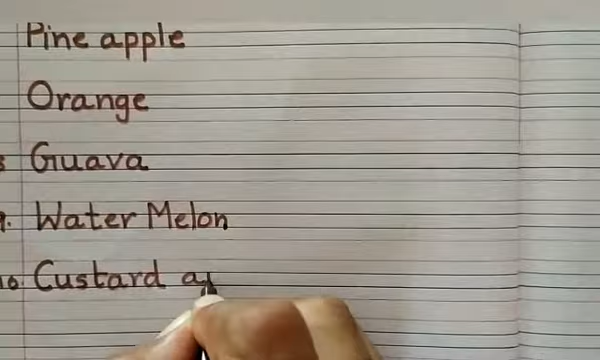 Pine apple
Orange
Guava
9. Water Melon
10. Custard a